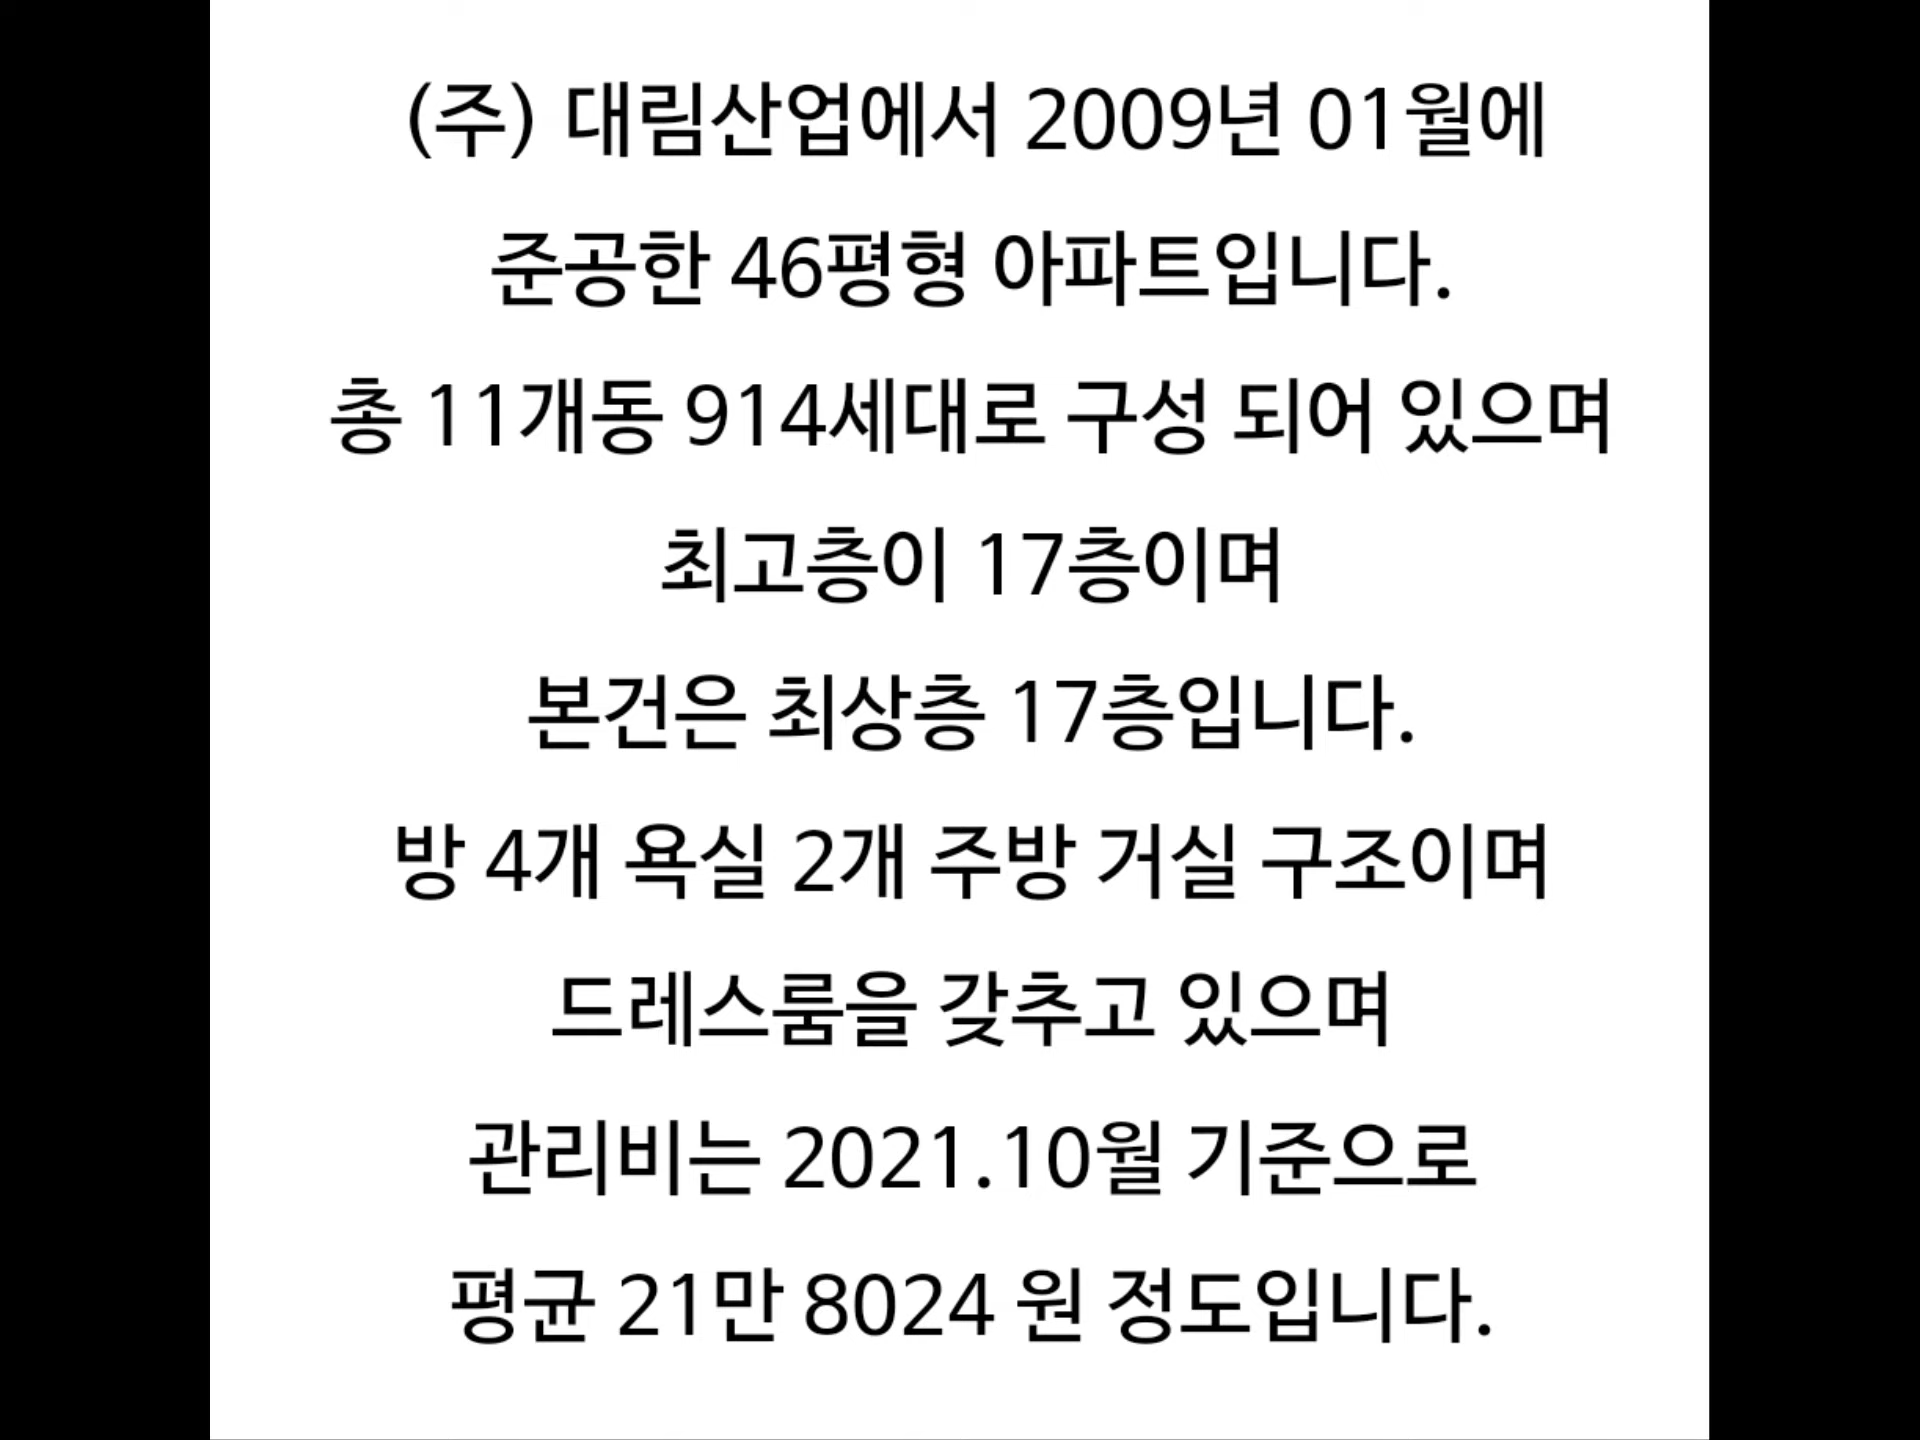 (주) 대림산업에서 2009년 01월에
준공한 46평형 아파트입니다.
총 11개동 914세대로 구성 되어 있으며
최고층이 17층이며
본건은 최상층 17층입니다.
방 4개 욕실 2개 주방 거실 구조이며
드레스룸을 갖추고 있으며
관리비는 2021.10월 기준으로
평균 21만 8024 원 정도입니다.